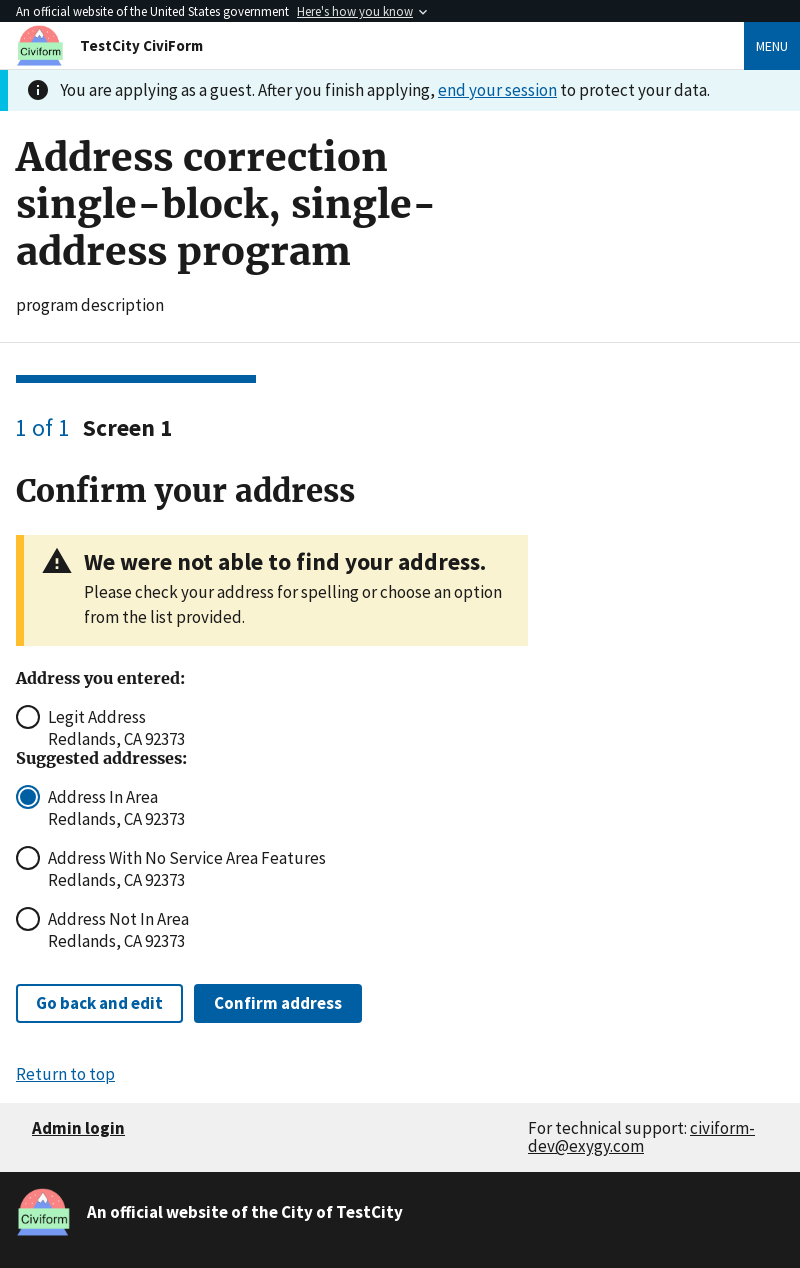 An official website of the United States government Here's how you know
Civiform
TestCity CiviForm
MENU
You are applying as a guest. After you finish applying, end your session to protect your data.
Address correction
single-block, single-
address program
program description
1 of 1 Screen 1
Confirm your address
We were not able to find your address.
Please check your address for spelling or choose an option
from the list provided.
Address you entered:
Legit Address
Redlands, CA 92373
Suggested addresses:
Address In Area
Redlands, CA 92373
Address With No Service Area Features
Redlands, CA 92373
Address Not In Area
Redlands, CA 92373
Go back and edit
Confirm address
Return to top
Admin login
For technical support: civiform-
dev@exygy.com
Civiform
An official website of the City of TestCity